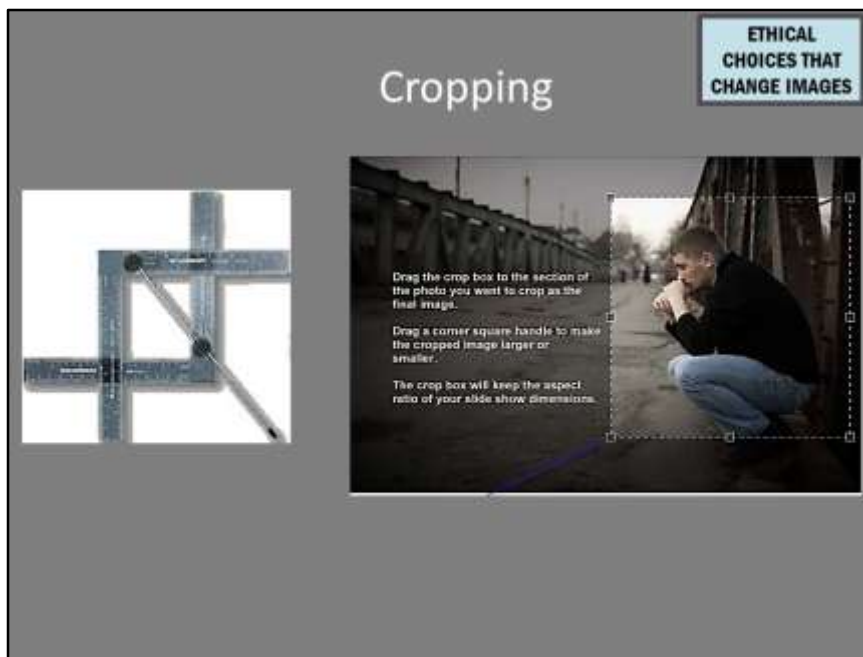 ETHICAL
CHOICES THAT
CHANGE IMAGES
Cropping
Drag the crop box to the section of
the photo you want to crop as the
final image.
Drag a corner square handle to make
the cropped image larger or
smaller.
The crop box will keep the aspect
ratio of your slide show dimensions.